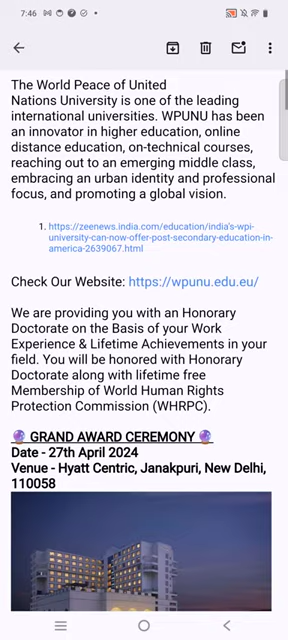 7:46
The World Peace of United
Nations University is one of the leading
international universities. WPUNU has been
an innovator in higher education, online
distance education, on-technical courses,
reaching out to an emerging middle class,
embracing an urban identity and professional
focus, and promoting a global vision.
1. https://zeenews.india.com/education/india's-wpi-
university-can-now-offer-post-secondary-education-in-
america-2639067.html
Check Our Website: https://wpunu.edu.eu/
We are providing you with an Honorary
Doctorate on the Basis of your Work
Experience & Lifetime Achievements in your
field. You will be honored with Honorary
Doctorate along with lifetime free
Membership of World Human Rights
Protection Commission (WHRPC).
🔮 GRAND AWARD CEREMONY 🔮
Date - 27th April 2024
Venue - Hyatt Centric, Janakpuri, New Delhi,
110058